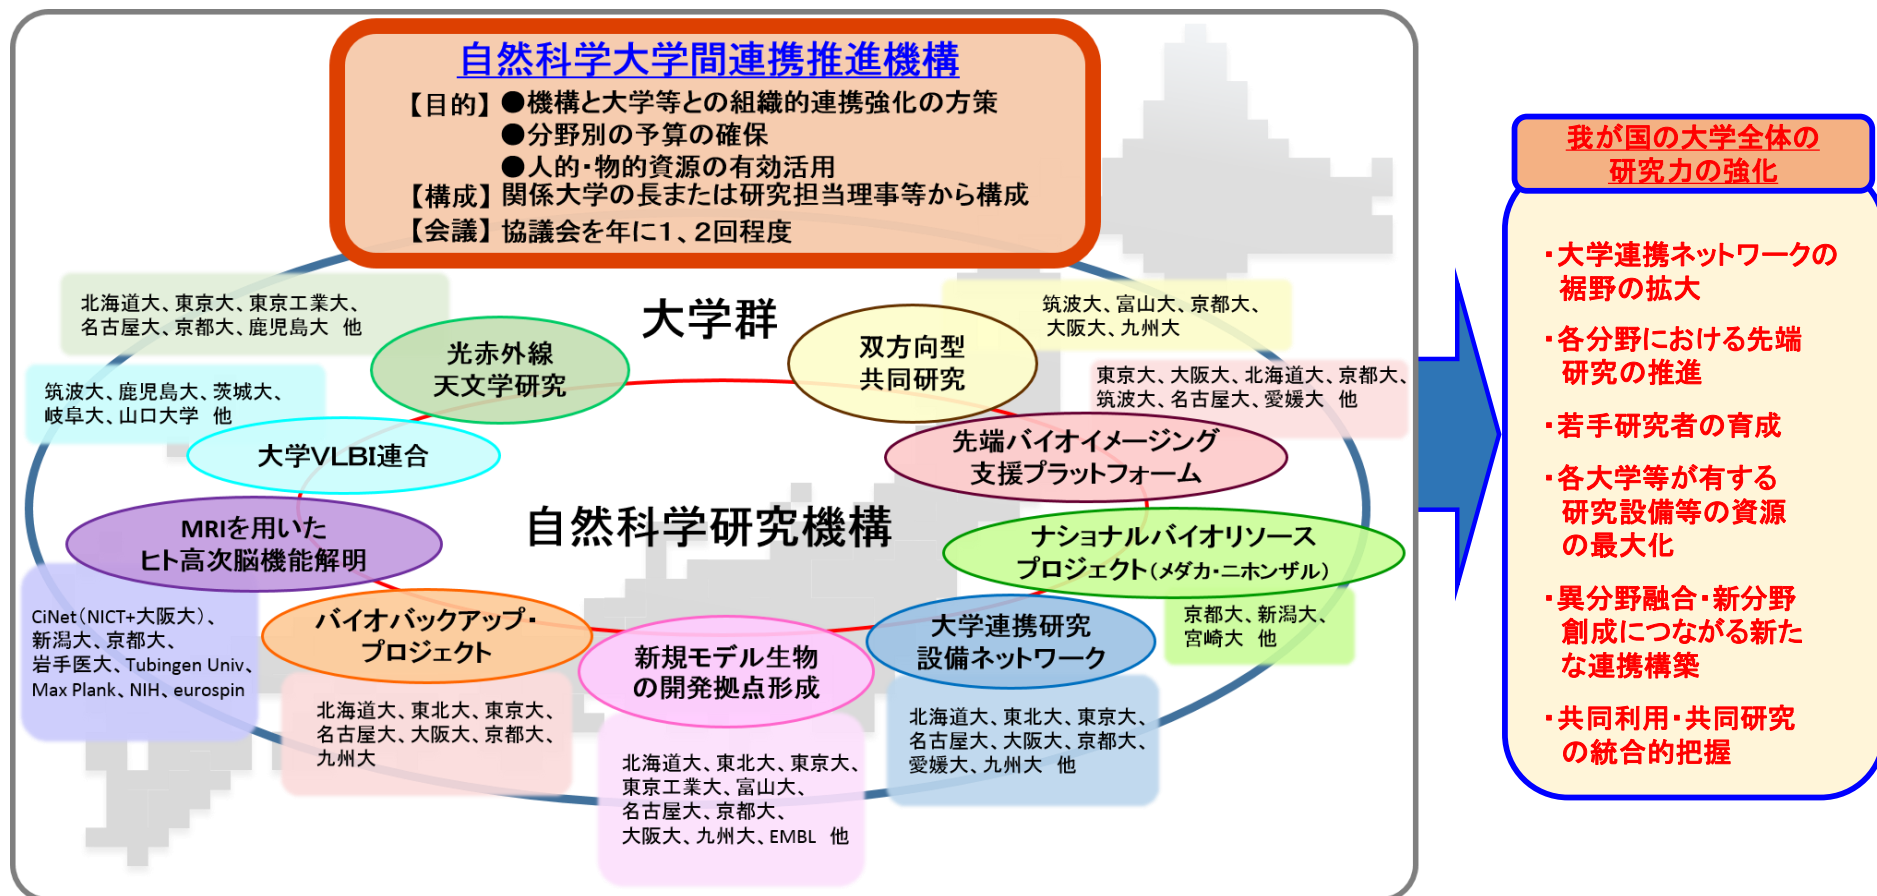 自然科学大学間連携推進機構
【目的】●機構と大学等との組織的連携強化の方策
●分野別の予算の確保
●人的・物的資源の有効活用
【構成】関係大学の長または研究担当理事等から構成
【会議】協議会を年に１、２回程度
大学群
北海道大、東京大、東京工業大、
名古屋大、京都大、鹿児島大 他
光赤外線
天文学研究
筑波大、富山大、京都大、
大阪大、九州大
双方向型
共同研究
筑波大、鹿児島大、茨城大、
岐阜大、山口大学 他
大学VLBI連合
東京大、大阪大、北海道大、京都大、
筑波大、名古屋大、愛媛大 他
先端バイオイメージング
支援プラットフォーム
自然科学研究機構
MRIを用いた
ヒト高次脳機能解明
CiNet（NICT+大阪大）、
新潟大、京都大、
岩手医大、Tubingen Univ、
Max Plank、NIH、eurospin
ナショナルバイオリソース
プロジェクト（メダカ・ニホンザル）
京都大、新潟大、
宮崎大 他
バイオバックアップ・
プロジェクト
北海道大、東北大、東京大、
名古屋大、大阪大、京都大、
九州大
新規モデル生物
の開発拠点形成
北海道大、東北大、東京大、
東京工業大、富山大、
名古屋大、京都大、
大阪大、九州大、EMBL 他
大学連携研究
設備ネットワーク
北海道大、東北大、東京大、
名古屋大、大阪大、京都大、
愛媛大、九州大 他
我が国の大学全体の
研究力の強化
・大学連携ネットワークの
裾野の拡大
・各分野における先端
研究の推進
・若手研究者の育成
・各大学等が有する
研究設備等の資源
の最大化
・異分野融合・新分野
創成につながる新た
な連携構築
・共同利用・共同研究
の統合的把握